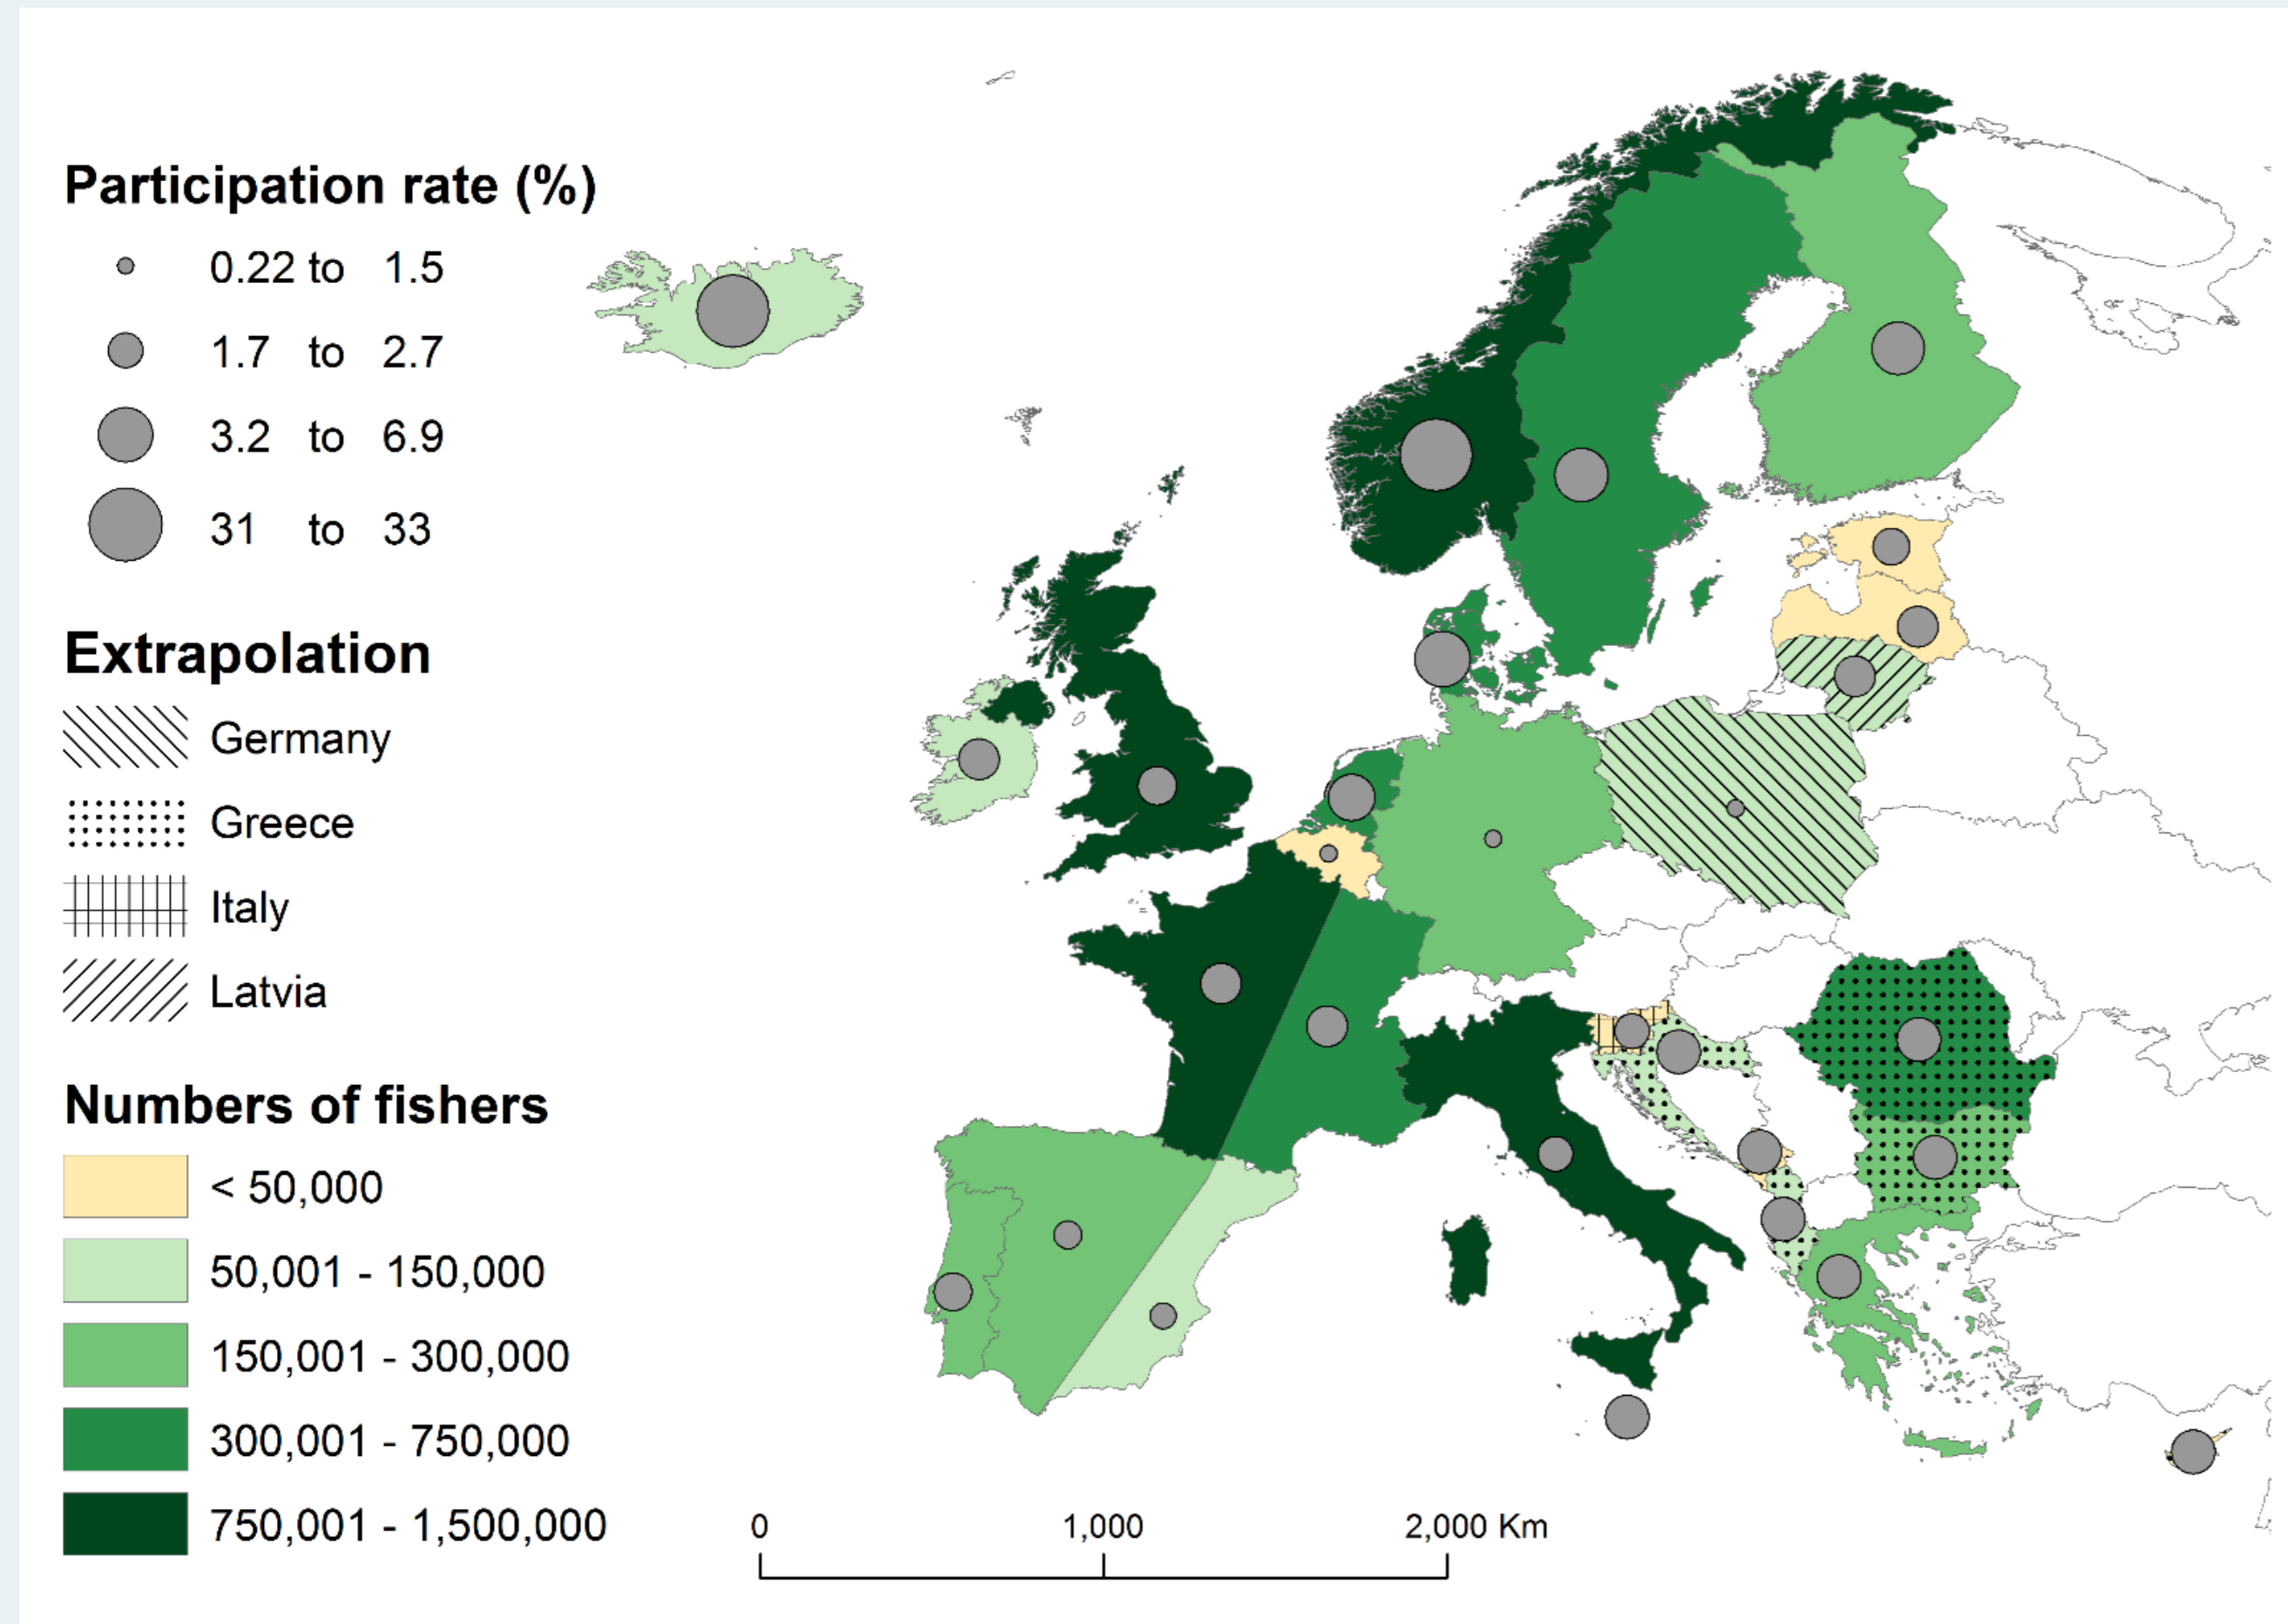 Participation rate (%)
0.22 to 1.5
1.7 to 2.7
3.2 to 6.9
31 to 33
Extrapolation
Germany
Greece
Italy
Latvia
Numbers of fishers
< 50,000
50,001 - 150,000
150,001 - 300,000
300,001 - 750,000
750,001 - 1,500,000
0 1,000 2,000 Km